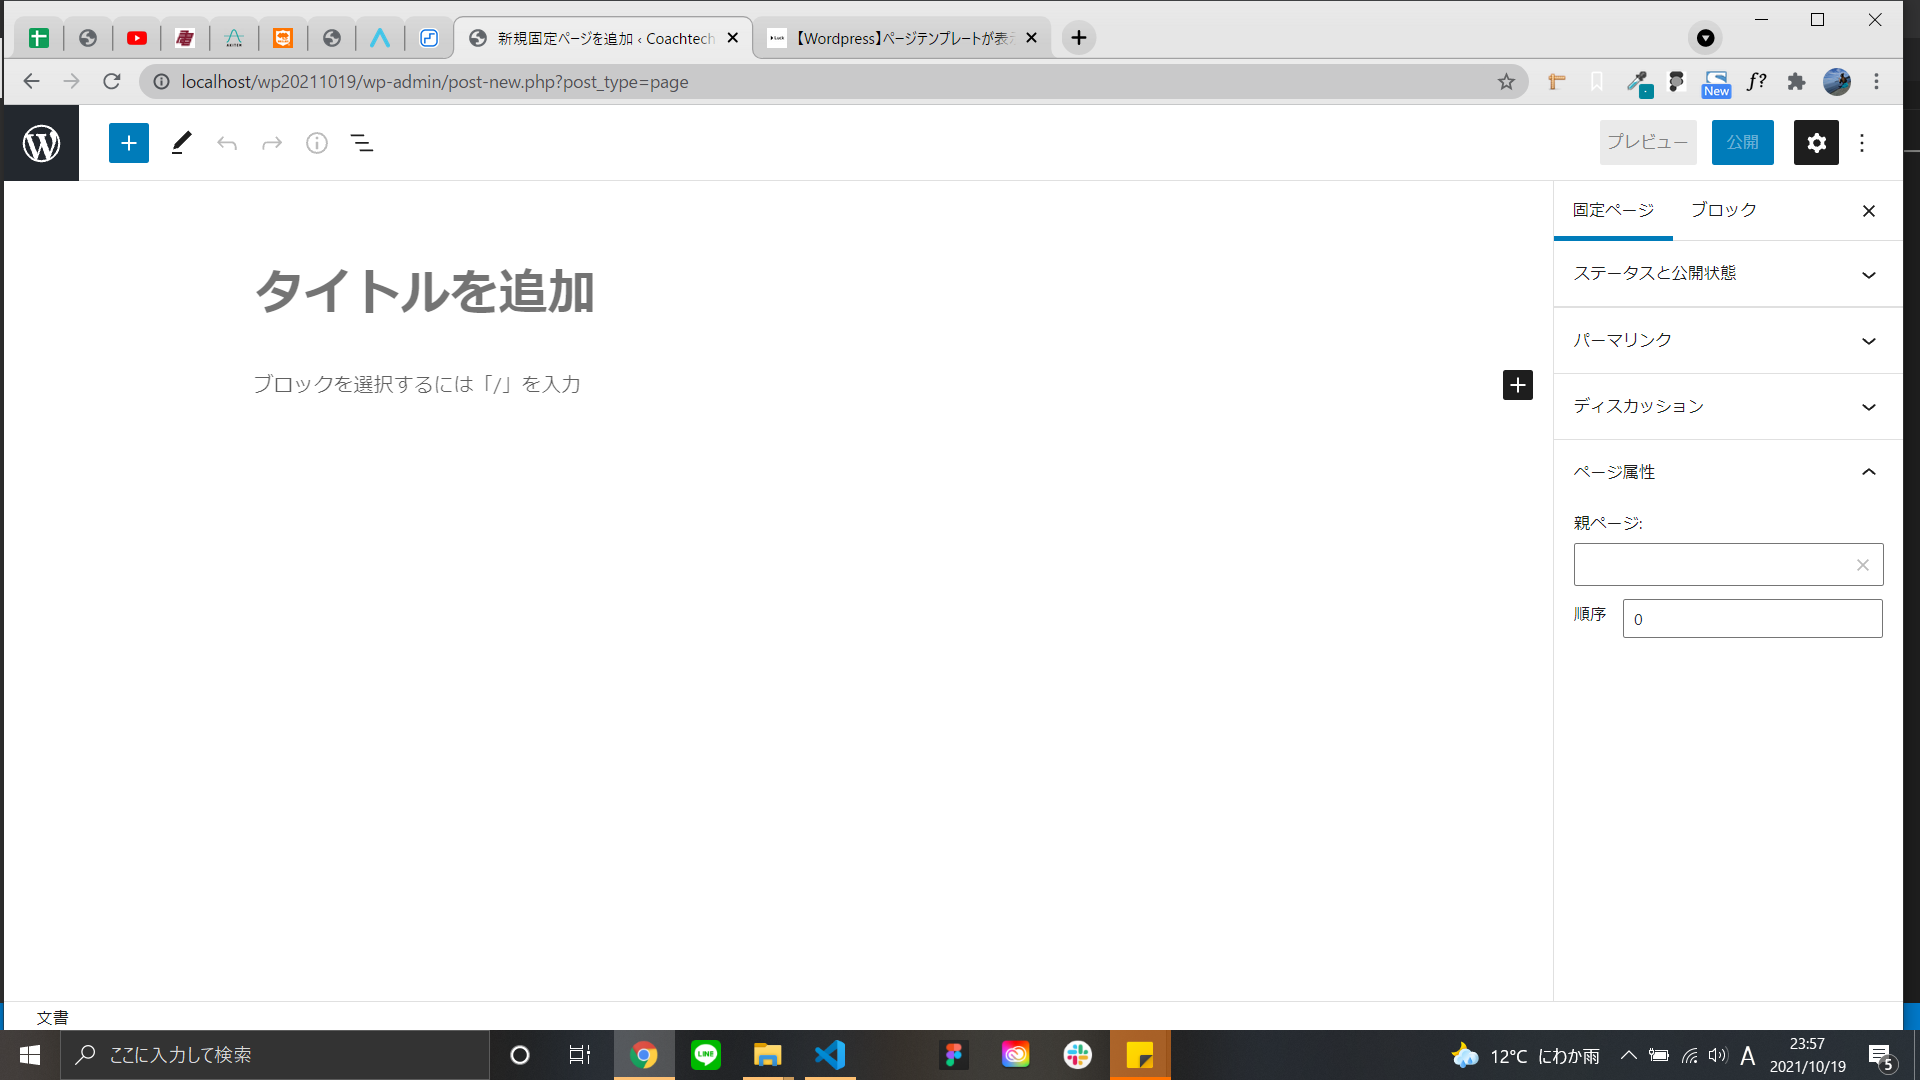 新規固定ページを追加 ‹ Coachtech
【Wordpress】ページテンプレートが表示
localhost/wp20211019/wp-admin/post-new.php?post_type=page
f?
New
プレビュー
公開
タイトルを追加
ブロックを選択するには「/」を入力
固定ページ
ブロック
ステータスと公開状態
パーマリンク
ディスカッション
ページ属性
親ページ:
順序
0
文書
ここに入力して検索
LINE
12°C にわか雨
A
23:57
2021/10/19
5